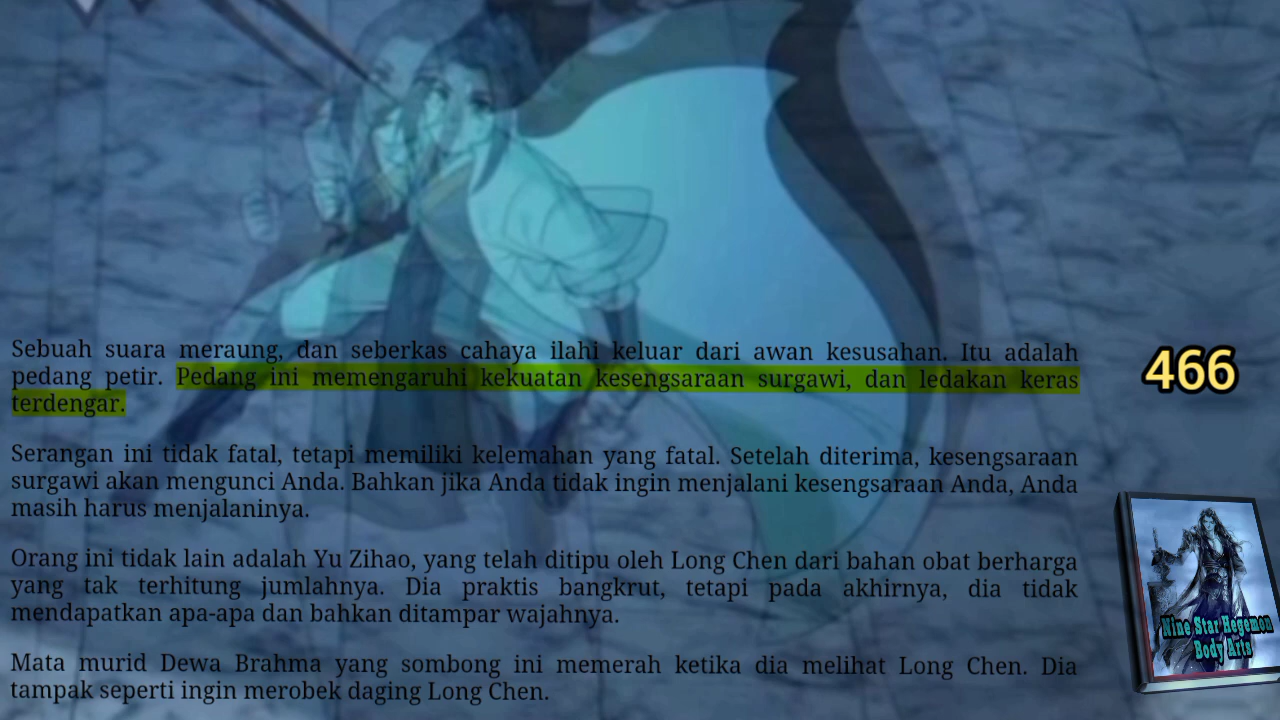 Sebuah suara meraung, dan seberkas cahaya ilahi keluar dari awan kesusahan. Itu adalah
pedang petir. Pedang ini memengaruhi kekuatan kesengsaraan surgawi, dan ledakan keras
terdengar.
Serangan ini tidak fatal, tetapi memiliki kelemahan yang fatal. Setelah diterima, kesengsaraan
surgawi akan mengunci Anda. Bahkan jika Anda tidak ingin menjalani kesengsaraan Anda, Anda
masih harus menjalaninya.
Orang ini tidak lain adalah Yu Zihao, yang telah ditipu oleh Long Chen dari bahan obat berharga
yang tak terhitung jumlahnya. Dia praktis bangkrut, tetapi pada akhirnya, dia tidak
mendapatkan apa-apa dan bahkan ditampar wajahnya.
Mata murid Dewa Brahma yang sombong ini memerah ketika dia melihat Long Chen. Dia
tampak seperti ingin merobek daging Long Chen.
466
Nine Star Hegemon
Body Arts